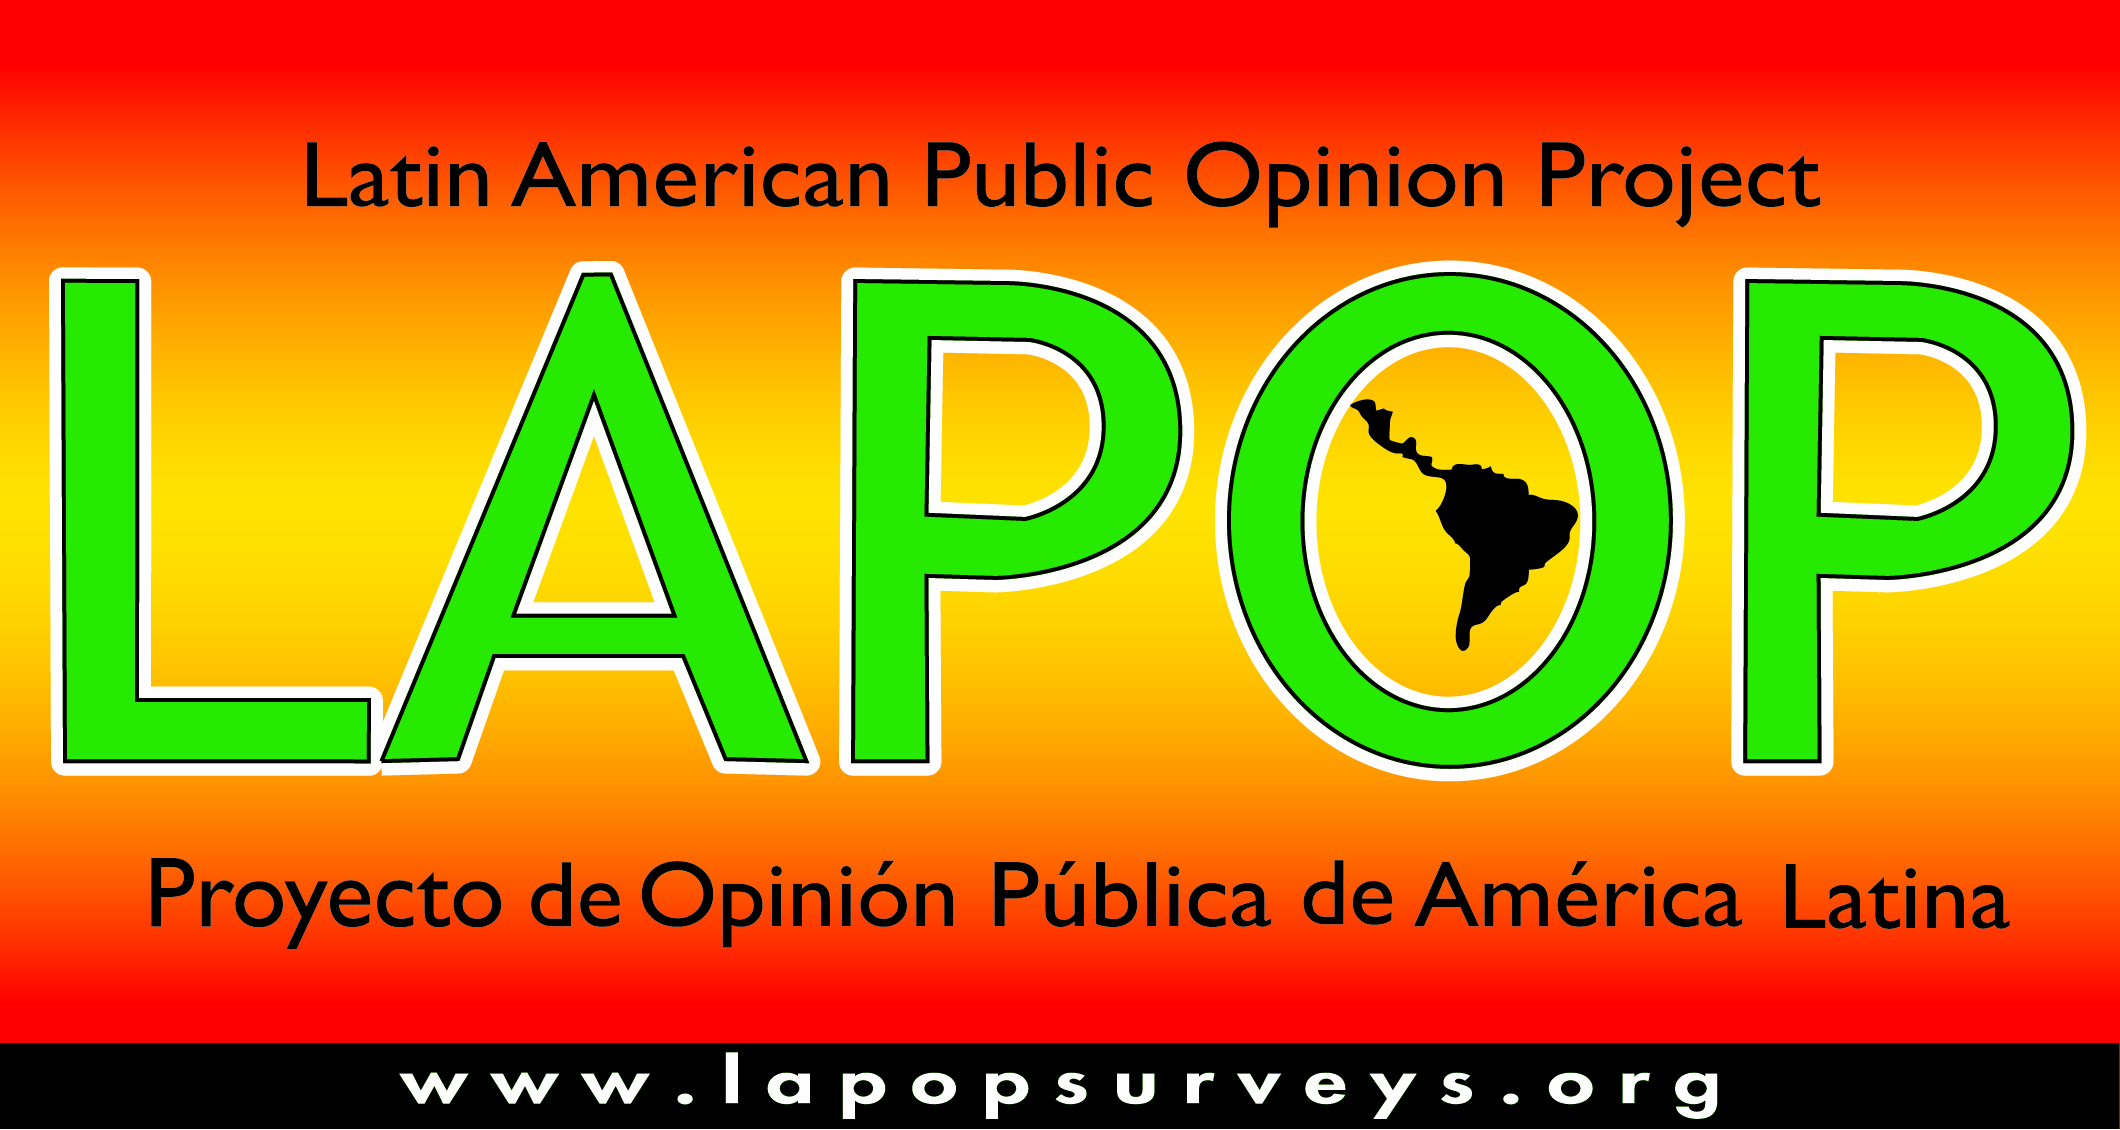 Latin American Public Opinion Project
LAPOP
Proyecto de Opinión Pública de América Latina
www.lapopsurveys.org